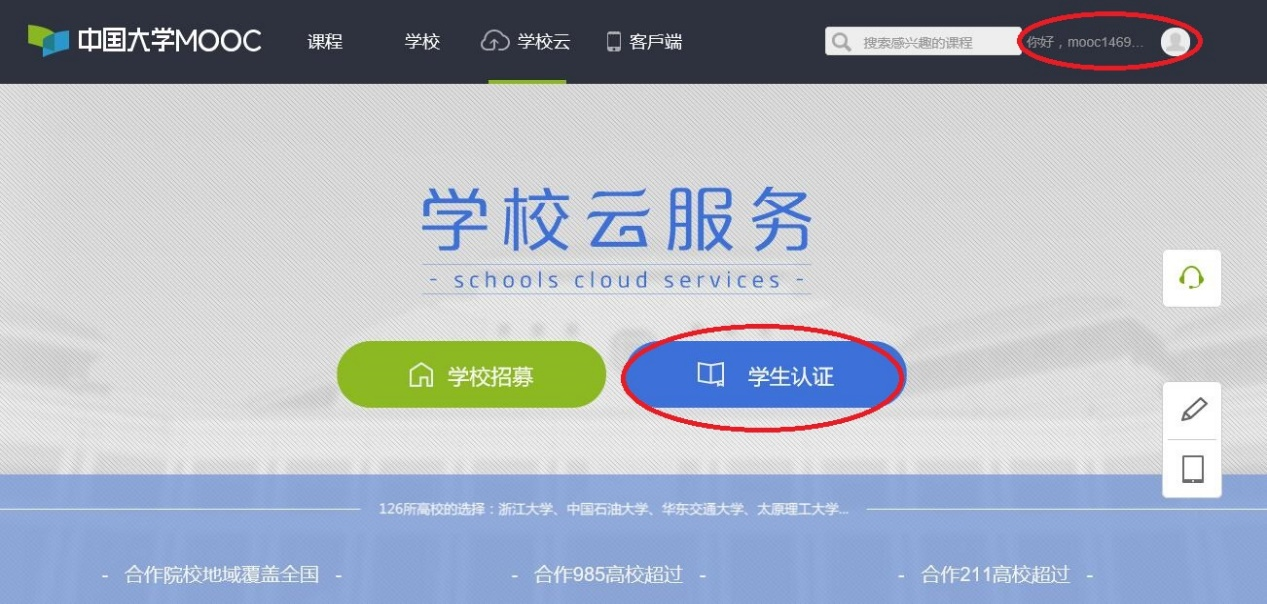 中国大学MOOC 课程 学校 学校云 客户端 搜索感兴趣的课程 你好，mooc1469...
学校云服务
- schools cloud services -
学校招募 学生认证
126所高校的选择：浙江大学、中国石油大学、华东交通大学、太原理工大学...
- 合作院校地域覆盖全国 - - 合作985高校超过 - - 合作211高校超过 -